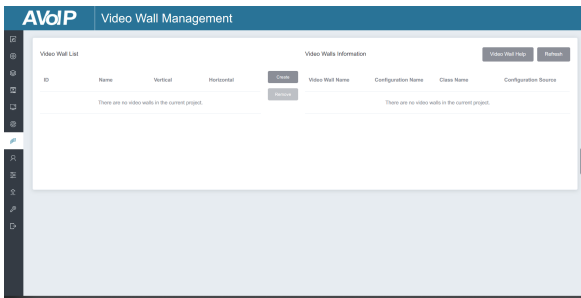 AVoIP Video Wall Management
Video Wall List
Video Walls Information
Video Wall Help Refresh
ID Name Vertical Horizontal
Create
Video Wall Name Configuration Name Class Name Configuration Source
Remove
There are no video walls in the current project.
There are no video walls in the current project.